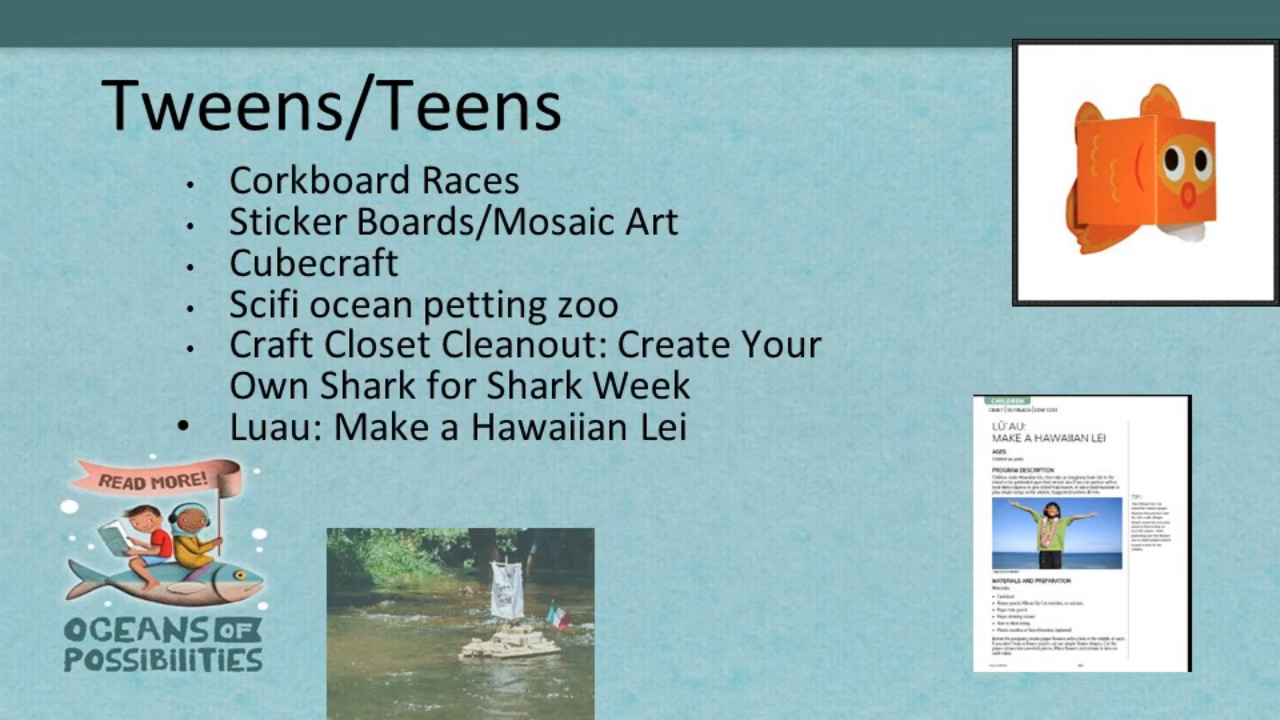 Tweens/Teens
• Corkboard Races
• Sticker Boards/Mosaic Art
• Cubecraft
• Scifi ocean petting zoo
• Craft Closet Cleanout: Create Your
Own Shark for Shark Week
• Luau: Make a Hawaiian Lei
READ MORE!
OCEANS OF
POSSIBILITIES
CHILDREN
LŪ'AU:
MAKE A HAWAIIAN LEI
AGES
PROGRAM DESCRIPTION
MATERIALS AND PREPARATION
Materials